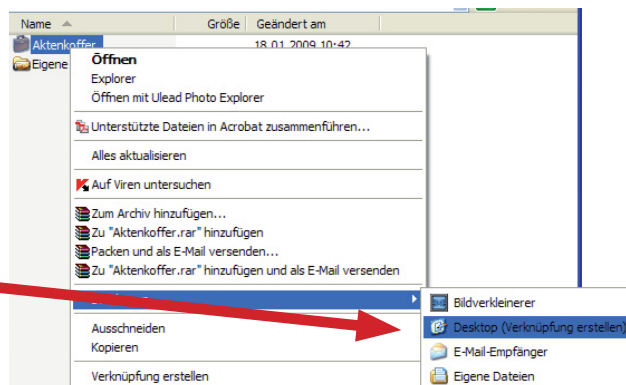 Name Größe Geändert am
Aktenkoffer 18.01.2009 10:42
Eigene
Öffnen
Explorer
Öffnen mit Ulead Photo Explorer
Unterstützte Dateien in Acrobat zusammenführen...
Alles aktualisieren
Auf Viren untersuchen
Zum Archiv hinzufügen...
Zu "Aktenkoffer.rar" hinzufügen
Packen und als E-Mail versenden...
Zu "Aktenkoffer.rar" hinzufügen und als E-Mail versenden
Ausschneiden
Kopieren
Verknüpfung erstellen
Bildverkleinerer
Desktop (Verknüpfung erstellen)
E-Mail-Empfänger
Eigene Dateien